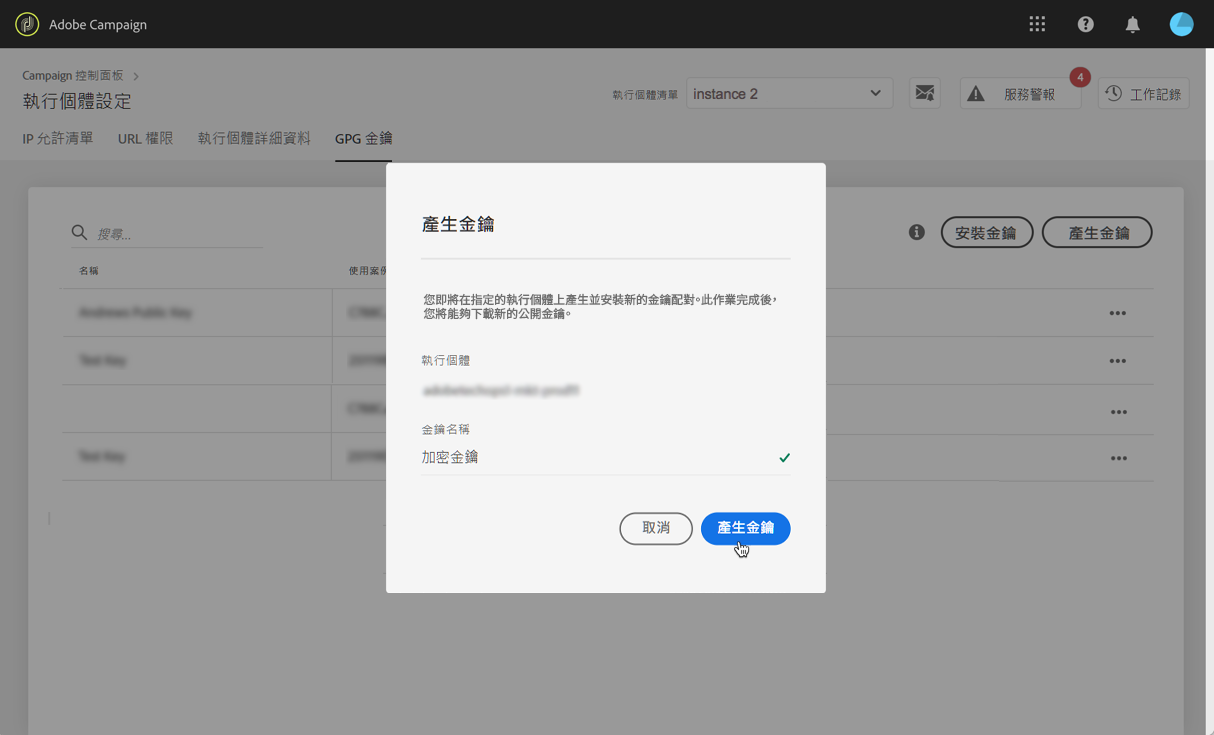 Adobe Campaign
Campaign 控制面板
執行個體設定
執行個體清單
instance 2
4
服務警報
工作記錄
IP 允許清單
URL 權限
執行個體詳細資料
GPG 金鑰
搜尋...
安裝金鑰
產生金鑰
名稱
使用案例
產生金鑰
您即將在指定的執行個體上產生並安裝新的金鑰配對。此作業完成後，
您將能夠下載新的公開金鑰。
執行個體
金鑰名稱
加密金鑰
取消
產生金鑰